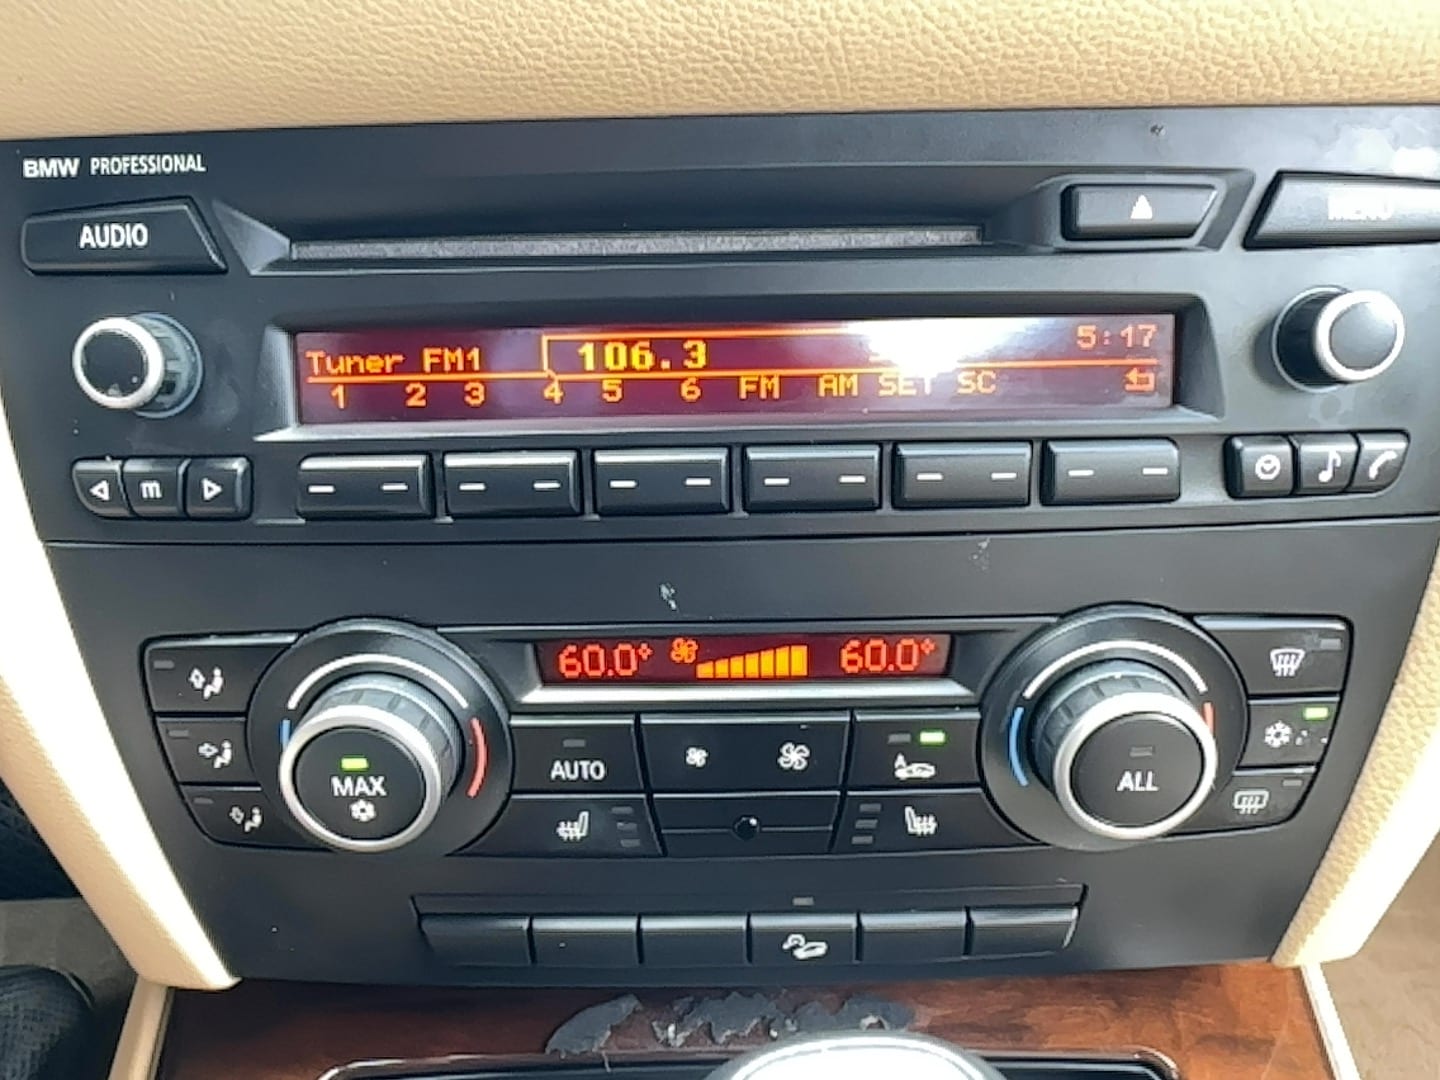 BMW PROFESSIONAL
AUDIO
MENU
Tuner FM1 106.3 5:17
1 2 3 4 5 6 FM AM SET SC
m
60.0° 60.0°
MAX
AUTO
A
ALL